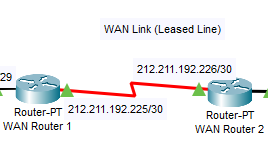 WAN Link (Leased Line)
212.211.192.226/30
29
Router-PT
WAN Router 1
212.211.192.225/30
Router-PT
WAN Router 2